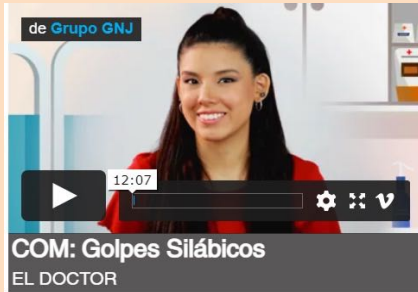 de Grupo GNJ
12:07
COM: Golpes Silábicos
EL DOCTOR